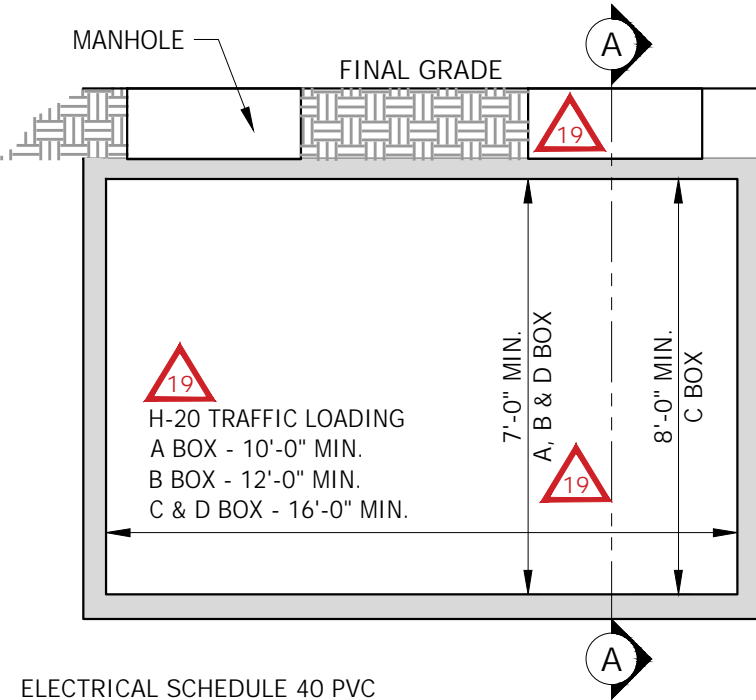 MANHOLE
A
FINAL GRADE
19
7'-0" MIN.
A, B & D BOX
8'-0" MIN.
C BOX
19
H-20 TRAFFIC LOADING
A BOX - 10'-0" MIN.
B BOX - 12'-0" MIN.
C & D BOX - 16'-0" MIN.
19
A
ELECTRICAL SCHEDULE 40 PVC